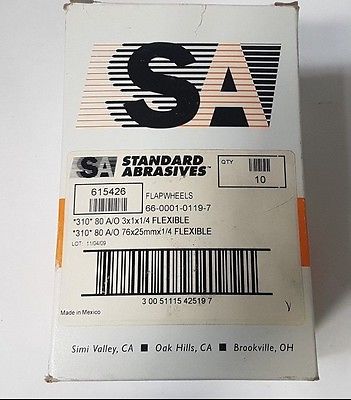 SA
SA STANDARD
ABRASIVES™
QTY
615426
10
FLAPWHEELS
66-0001-0119-7
*310* 80 A/O 3x1x1/4 FLEXIBLE
*310* 80 A/O 76x25mmx1/4 FLEXIBLE
LOT: 11/04/09
3 00 51115 42519 7
Made in Mexico
y
Simi Valley, CA ■ Oak Hills, CA ■ Brookville, OH